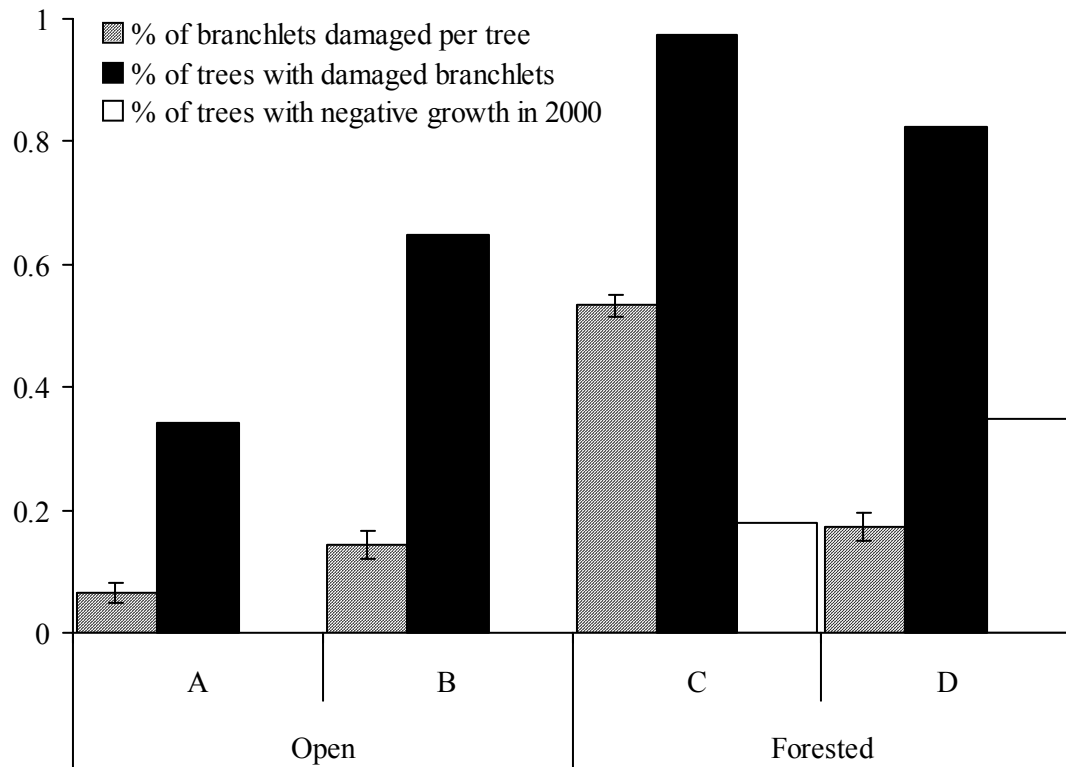 1
% of branchlets damaged per tree
% of trees with damaged branchlets
% of trees with negative growth in 2000
0.8
0.6
0.4
0.2
0
A B C D
Open Forested